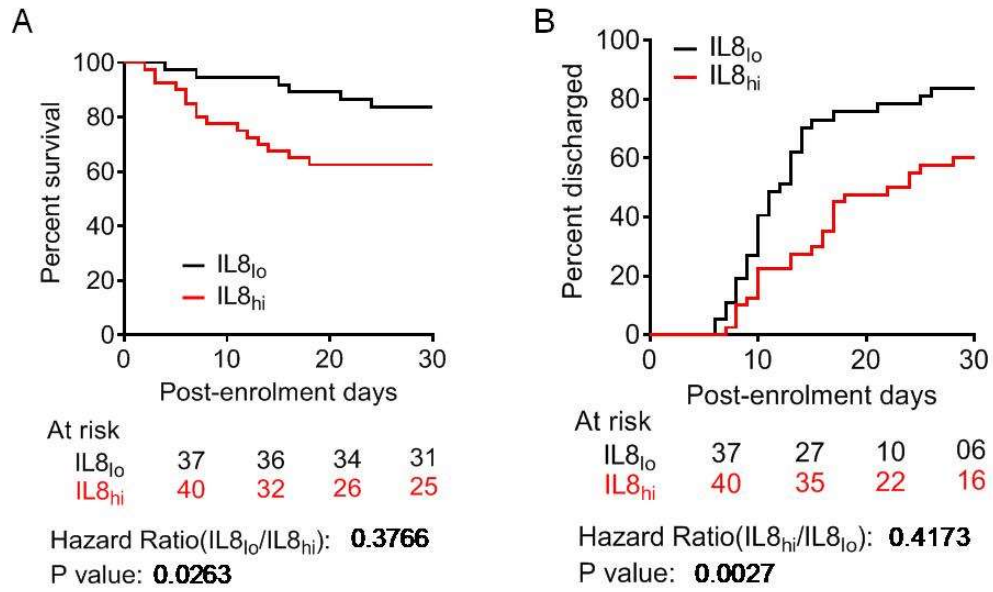 A
Percent survival
100
80
60
40
20
0
IL8lo
IL8hi
0 10 20 30
Post-enrolment days
At risk
IL8lo 37 36 34 31
IL8hi 40 32 26 25
Hazard Ratio(IL8lo/IL8hi): 0.3766
P value: 0.0263
B
Percent discharged
100
80
60
40
20
0
IL8lo
IL8hi
0 10 20 30
Post-enrolment days
At risk
IL8lo 37 27 10 06
IL8hi 40 35 22 16
Hazard Ratio(IL8hi/IL8lo): 0.4173
P value: 0.0027